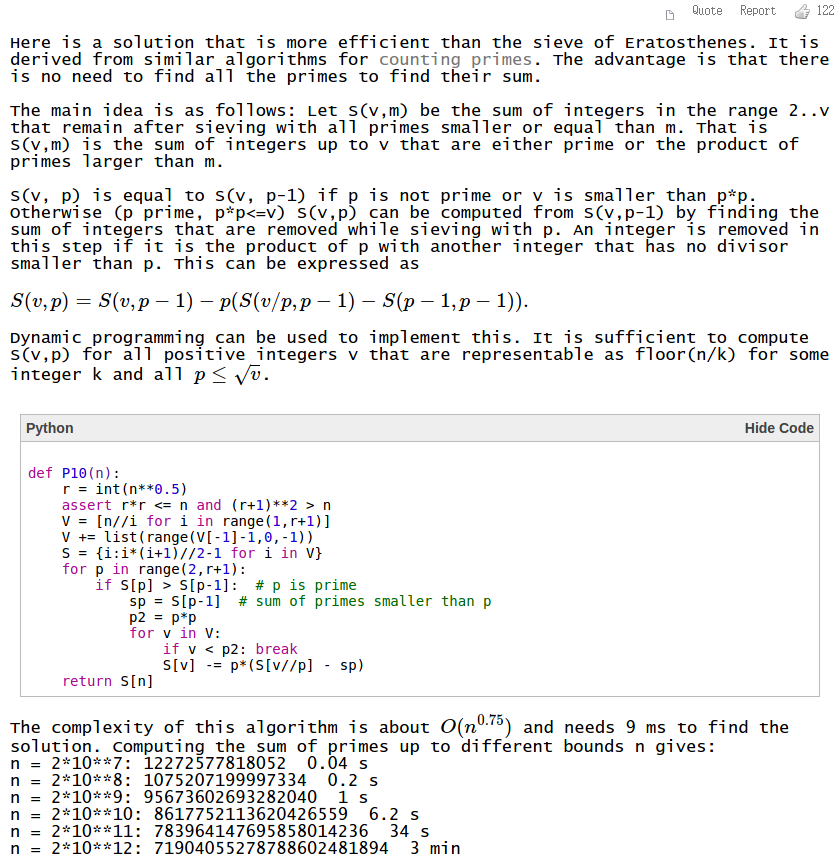 Quote Report 122
Here is a solution that is more efficient than the sieve of Eratosthenes. It is
derived from similar algorithms for counting primes. The advantage is that there
is no need to find all the primes to find their sum.
The main idea is as follows: Let S(v,m) be the sum of integers in the range 2..v
that remain after sieving with all primes smaller or equal than m. That is
S(v,m) is the sum of integers up to v that are either prime or the product of
primes larger than m.
S(v, p) is equal to S(v, p-1) if p is not prime or v is smaller than p*p.
Otherwise (p prime, p*p<=v) S(v,p) can be computed from S(v,p-1) by finding the
sum of integers that are removed while sieving with p. An integer is removed in
this step if it is the product of p with another integer that has no divisor
smaller than p. This can be expressed as
S(v,p) = S(v,p − 1) − p(S(v/p,p − 1) − S(p − 1,p − 1)).
Dynamic programming can be used to implement this. It is sufficient to compute
S(v,p) for all positive integers v that are representable as floor(n/k) for some
integer k and all p ≤ √v.
Python Hide Code
def P10(n):
    r = int(n**0.5)
    assert r*r <= n and (r+1)**2 > n
    V = [n//i for i in range(1,r+1)]
    V += list(range(V[-1]-1,0,-1))
    S = {i:i*(i+1)//2-1 for i in V}
    for p in range(2,r+1):
        if S[p] > S[p-1]:  # p is prime
            sp = S[p-1]  # sum of primes smaller than p
            p2 = p*p
            for v in V:
                if v < p2: break
                S[v] -= p*(S[v//p] - sp)
    return S[n]
The complexity of this algorithm is about O(n^0.75) and needs 9 ms to find the
solution. Computing the sum of primes up to different bounds n gives:
n = 2*10**7: 12272577818052  0.04 s
n = 2*10**8: 1075207199997334  0.2 s
n = 2*10**9: 95673602693282040  1 s
n = 2*10**10: 8617752113620426559  6.2 s
n = 2*10**11: 783964147695858014236  34 s
n = 2*10**12: 71904055278788602481894  3 min